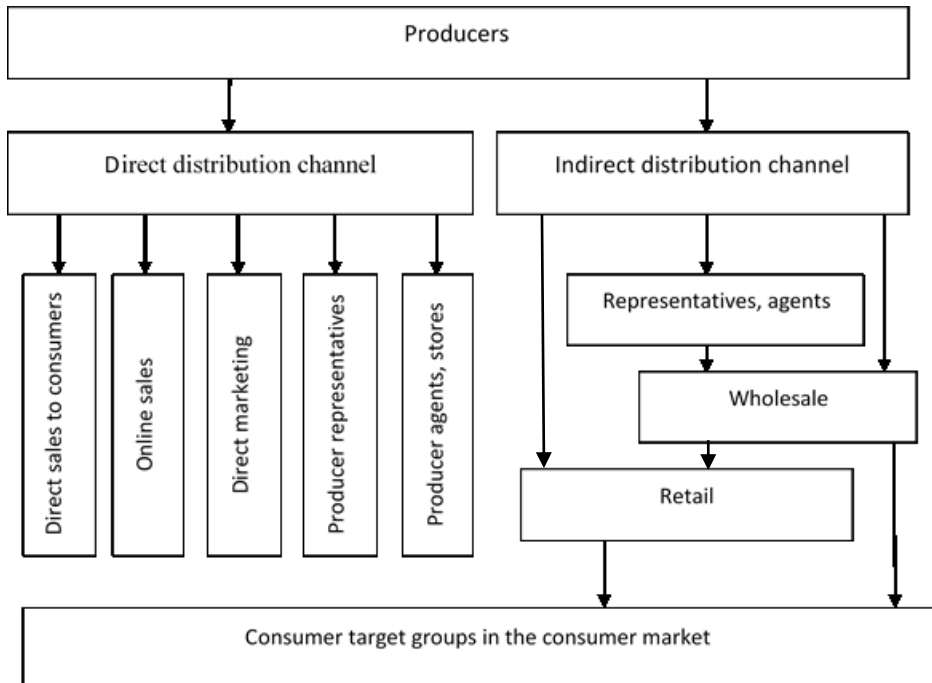 Producers
Direct distribution channel
Indirect distribution channel
Direct sales to consumers
Online sales
Direct marketing
Producer representatives
Producer agents, stores
Representatives, agents
Wholesale
Retail
Consumer target groups in the consumer market